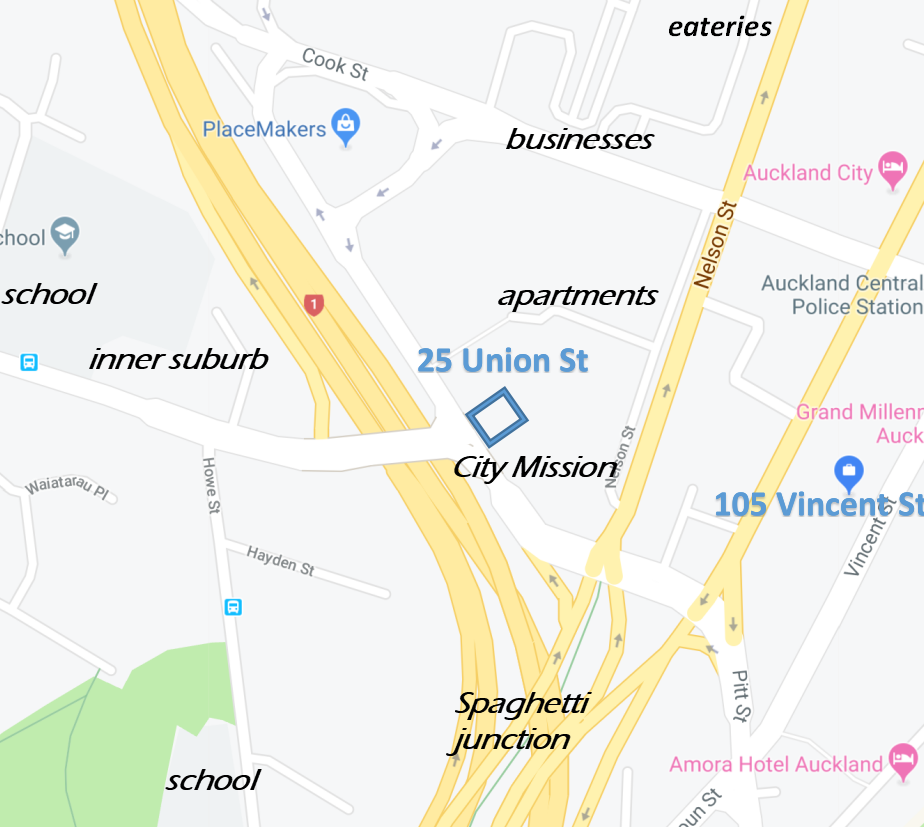 eateries
Cook St
PlaceMakers
businesses
Auckland City
Nelson St
chool
school
apartments
Auckland Central
Police Station
1
inner suburb
25 Union St
Grand Millenn
Auck
Nelson St
City Mission
Howe St
Waiatarau Pl
105 Vincent St
Vincent St
Hayden St
Spaghetti
junction
Pitt St
school
Amora Hotel Auckland
oun St